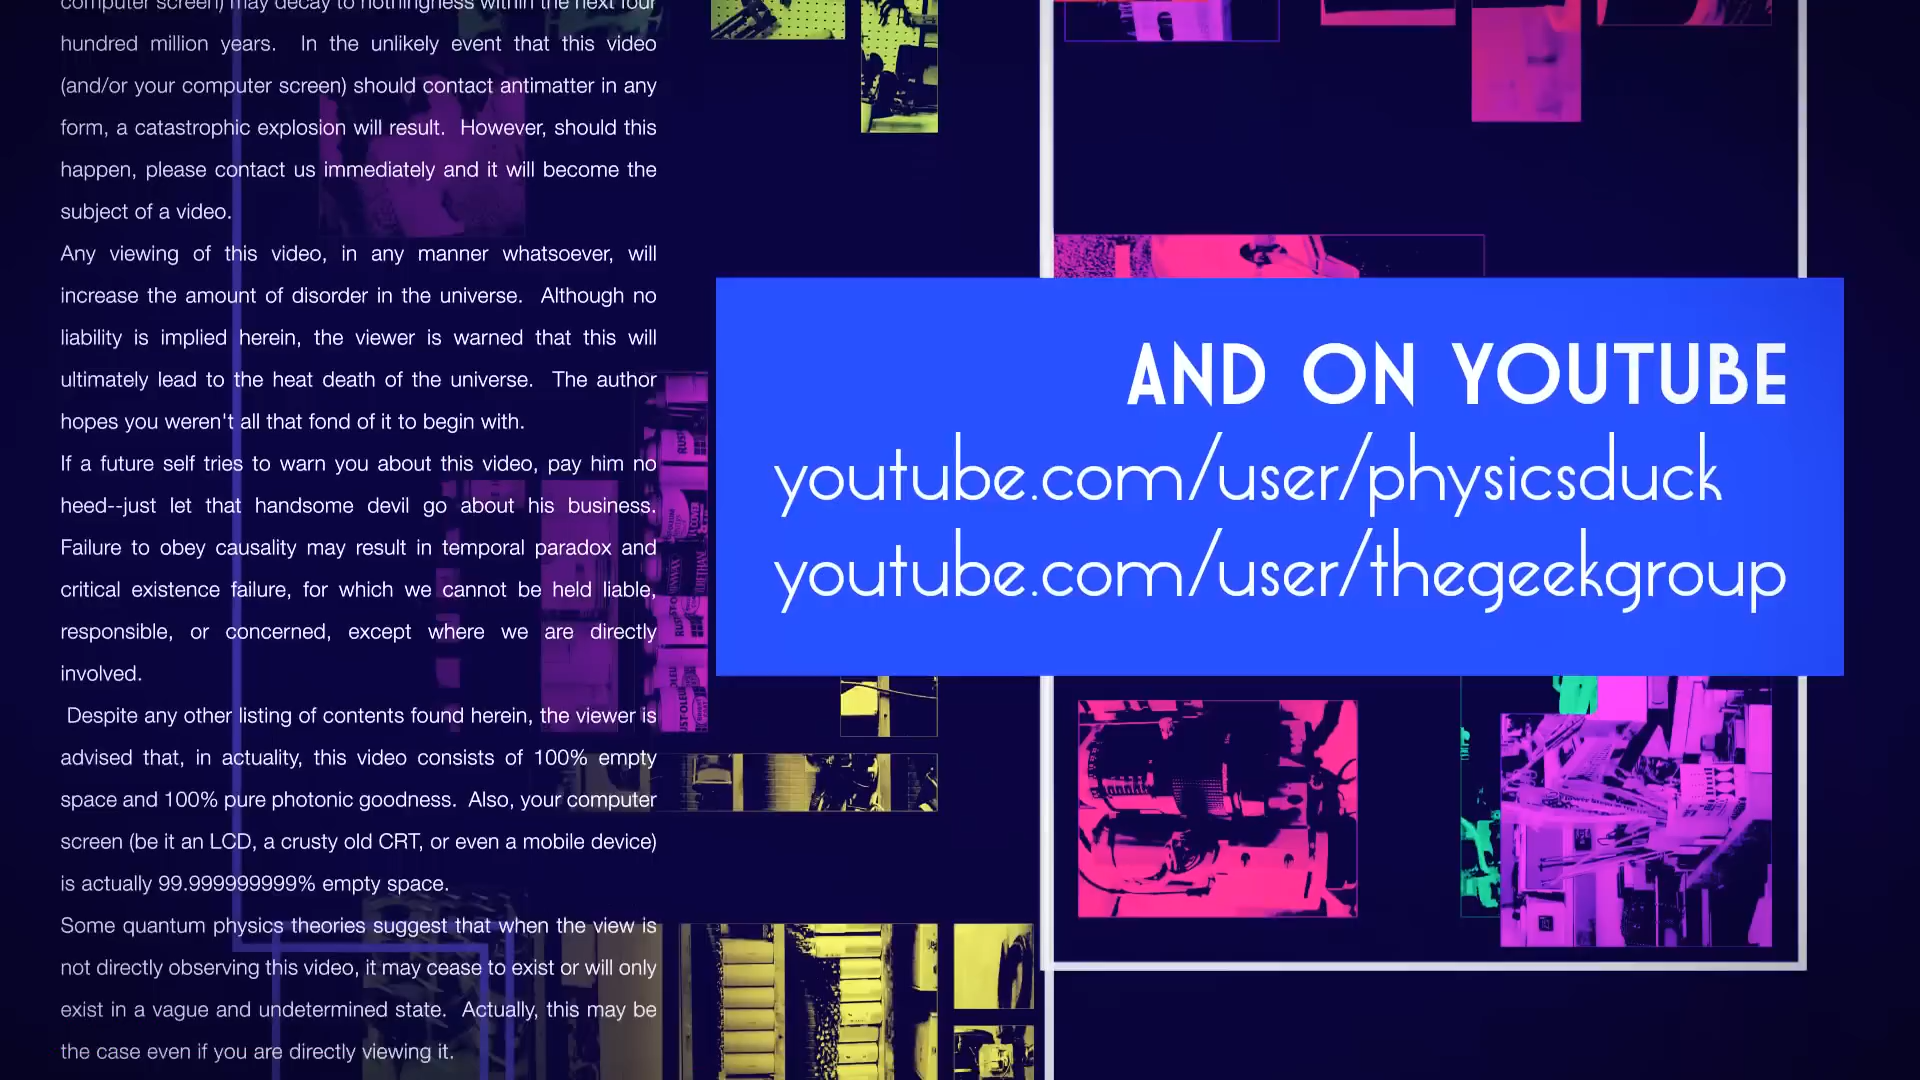 computer screen) may decay to nothingness within the next four
hundred million years. In the unlikely event that this video
(and/or your computer screen) should contact antimatter in any
form, a catastrophic explosion will result. However, should this
happen, please contact us immediately and it will become the
subject of a video.
Any viewing of this video, in any manner whatsoever, will
increase the amount of disorder in the universe. Although no
liability is implied herein, the viewer is warned that this will
ultimately lead to the heat death of the universe. The author
hopes you weren't all that fond of it to begin with.
If a future self tries to warn you about this video, pay him no
heed--just let that handsome devil go about his business.
Failure to obey causality may result in temporal paradox and
critical existence failure, for which we cannot be held liable,
responsible, or concerned, except where we are directly
involved.
Despite any other listing of contents found herein, the viewer is
advised that, in actuality, this video consists of 100% empty
space and 100% pure photonic goodness. Also, your computer
screen (be it an LCD, a crusty old CRT, or even a mobile device)
is actually 99.999999999% empty space.
Some quantum physics theories suggest that when the view is
not directly observing this video, it may cease to exist or will only
exist in a vague and undetermined state. Actually, this may be
the case even if you are directly viewing it.
AND ON YOUTUBE
youtube.com/user/physicsduck
youtube.com/user/thegeekgroup